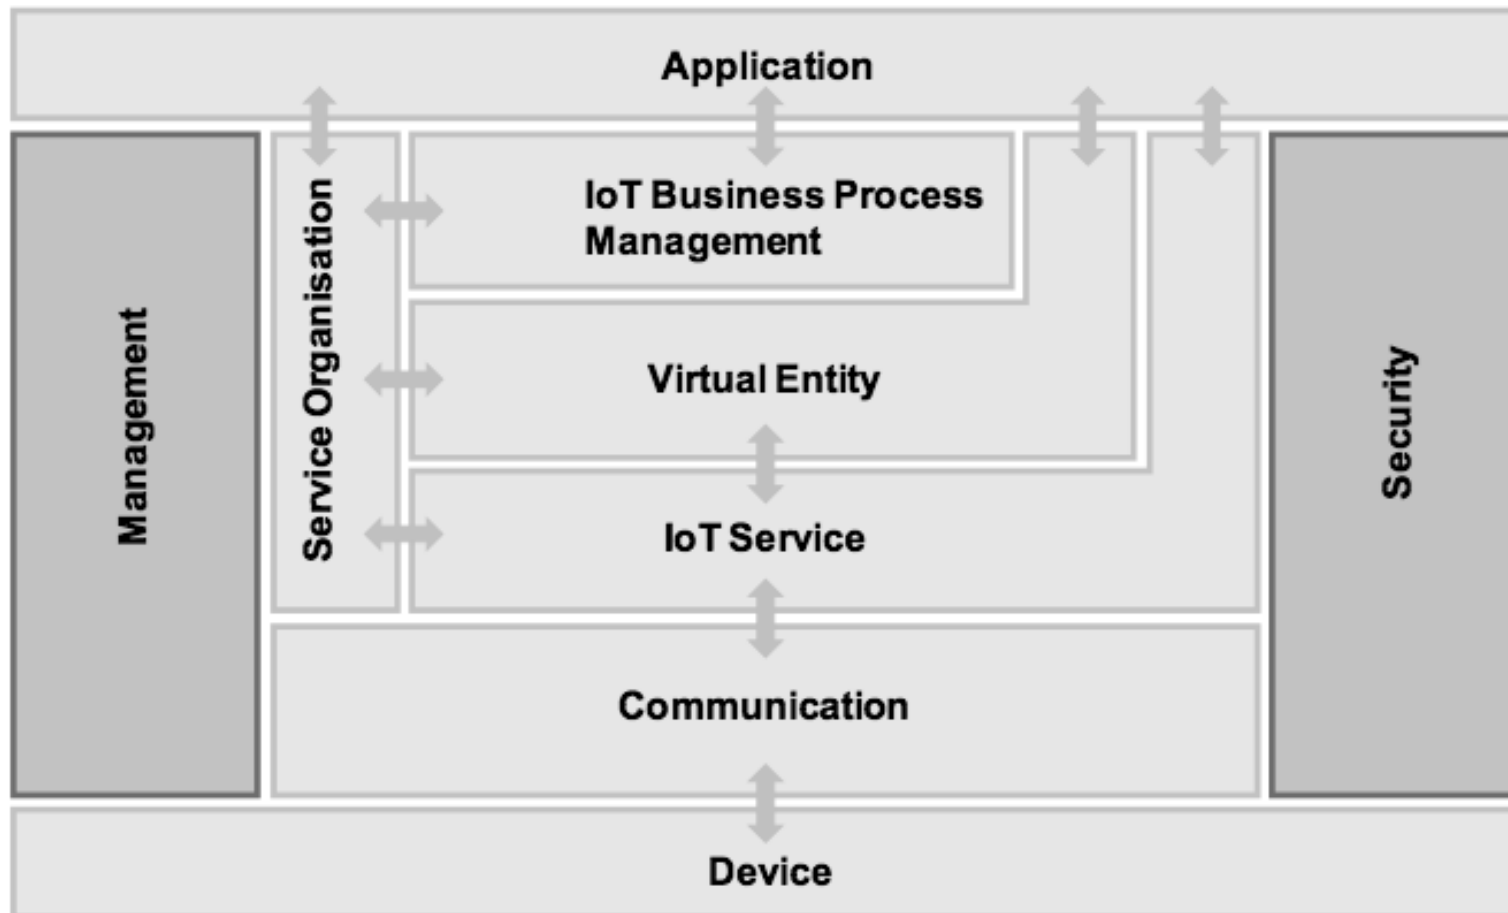 Application
Management
Service Organisation
IoT Business Process
Management
Virtual Entity
IoT Service
Communication
Security
Device